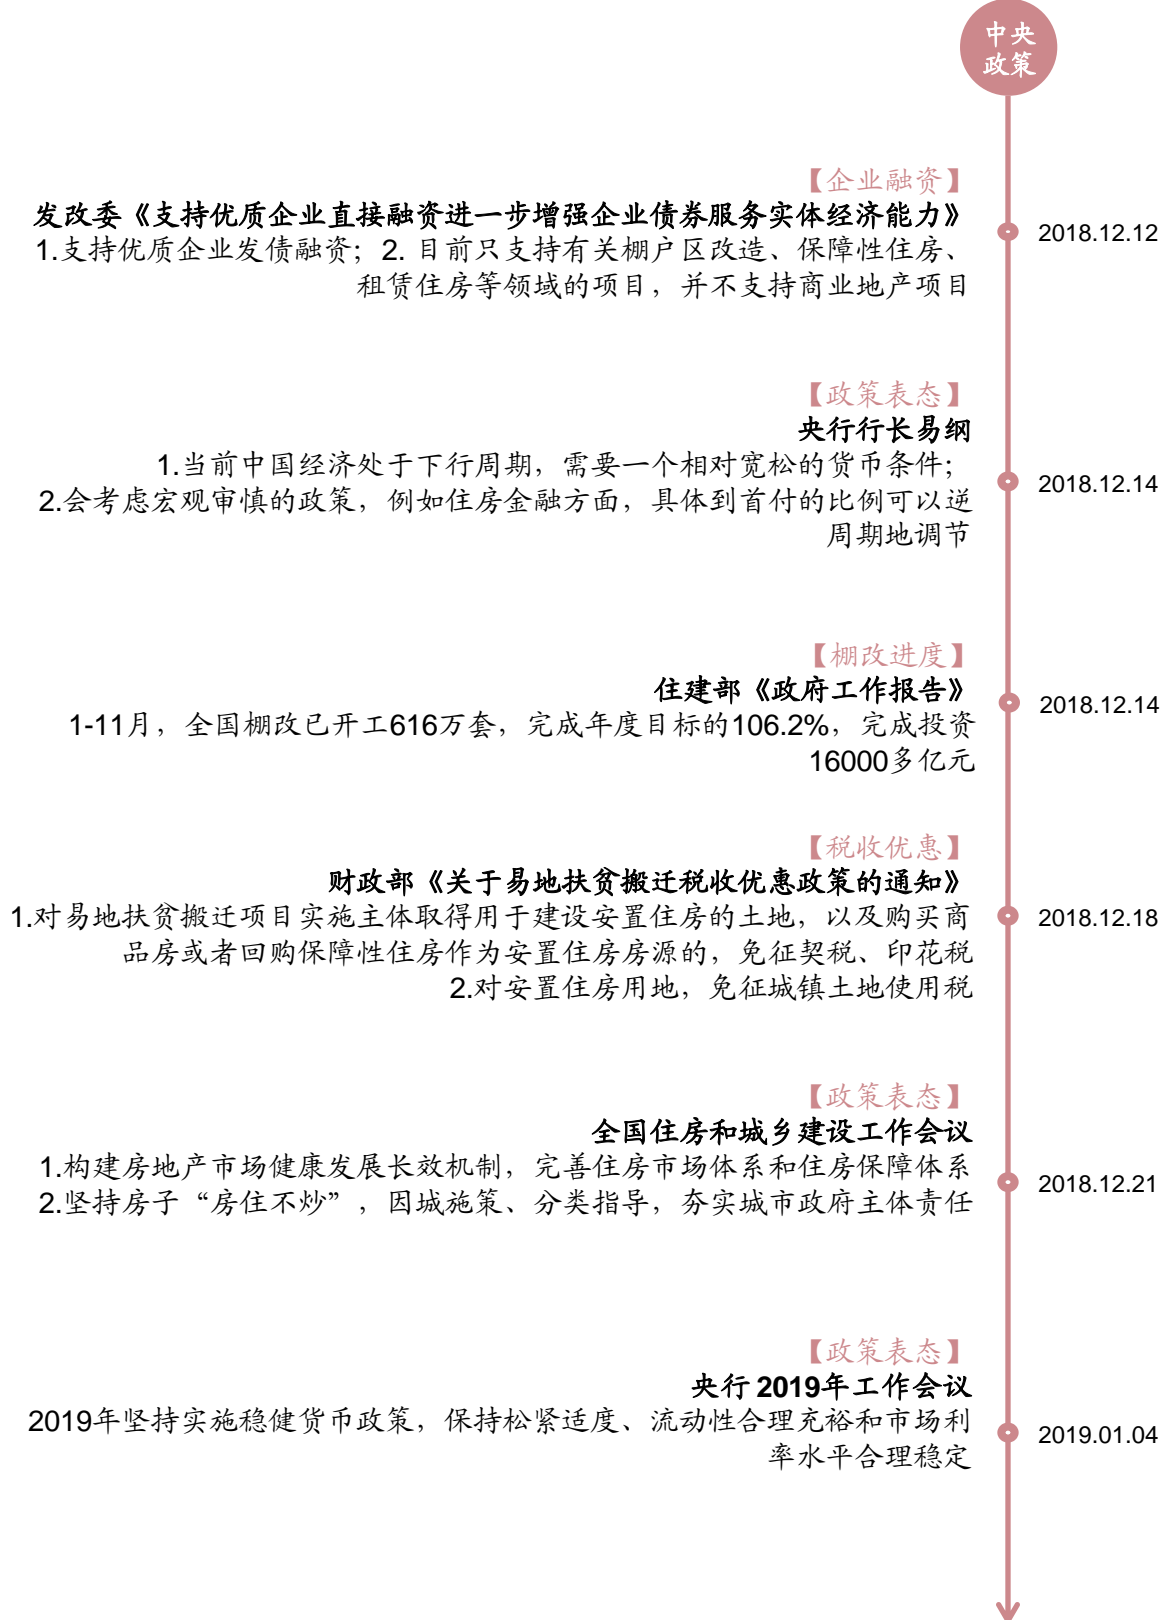 中央
政策
【企业融资】
发改委《支持优质企业直接融资进一步增强企业债券服务实体经济能力》
1.支持优质企业发债融资；2. 目前只支持有关棚户区改造、保障性住房、
租赁住房等领域的项目，并不支持商业地产项目
2018.12.12
【政策表态】
央行行长易纲
1.当前中国经济处于下行周期，需要一个相对宽松的货币条件；
2.会考虑宏观审慎的政策，例如住房金融方面，具体到首付的比例可以逆
周期地调节
2018.12.14
【棚改进度】
住建部《政府工作报告》
1-11月，全国棚改已开工616万套，完成年度目标的106.2%，完成投资
16000多亿元
2018.12.14
【税收优惠】
财政部《关于易地扶贫搬迁税收优惠政策的通知》
1.对易地扶贫搬迁项目实施主体取得用于建设安置住房的土地，以及购买商
品房或者回购保障性住房作为安置住房房源的，免征契税、印花税
2.对安置住房用地，免征城镇土地使用税
2018.12.18
【政策表态】
全国住房和城乡建设工作会议
1.构建房地产市场健康发展长效机制，完善住房市场体系和住房保障体系
2.坚持房子“房住不炒”，因城施策、分类指导，夯实城市政府主体责任
2018.12.21
【政策表态】
央行 2019年工作会议
2019年坚持实施稳健货币政策，保持松紧适度、流动性合理充裕和市场利
率水平合理稳定
2019.01.04